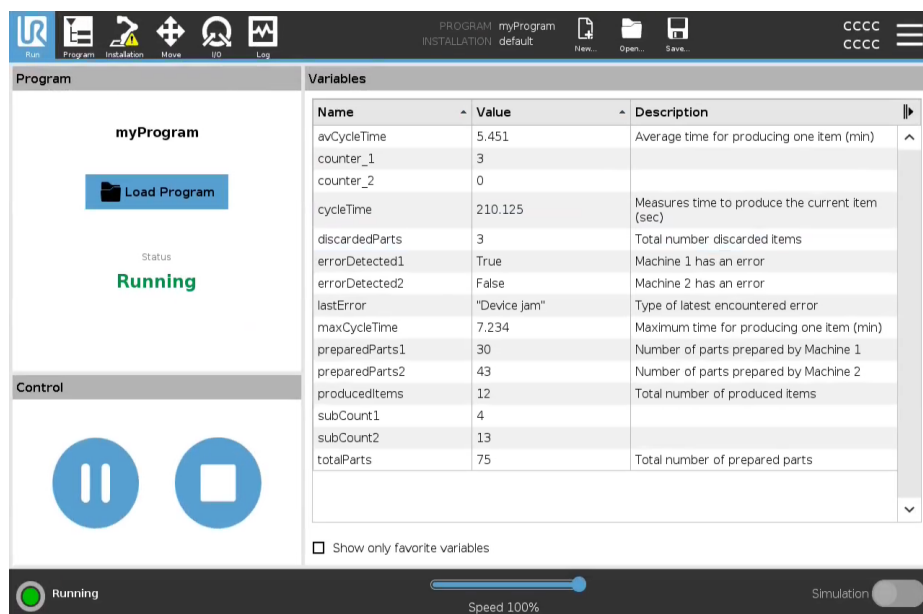 UR
PROGRAM myProgram
INSTALLATION default
CCCC
CCCC
Run
Program
Installation
Move
I/O
Log
New...
Open...
Save...
Program
Variables
myProgram
Load Program
Status
Running
Control
Name Value Description
avCycleTime 5.451 Average time for producing one item (min)
counter_1 3
counter_2 0
cycleTime 210.125 Measures time to produce the current item
(sec)
discardedParts 3 Total number discarded items
errorDetected1 True Machine 1 has an error
errorDetected2 False Machine 2 has an error
lastError "Device jam" Type of latest encountered error
maxCycleTime 7.234 Maximum time for producing one item (min)
preparedParts1 30 Number of parts prepared by Machine 1
preparedParts2 43 Number of parts prepared by Machine 2
producedItems 12 Total number of produced items
subCount1 4
subCount2 13
totalParts 75 Total number of prepared parts
Show only favorite variables
Running
Speed 100%
Simulation